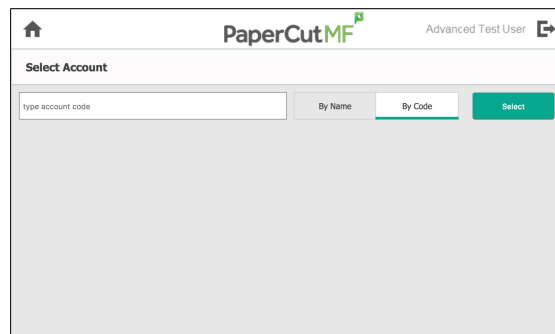 PaperCutMF
Advanced Test User
Select Account
type account code
By Name
By Code
Select